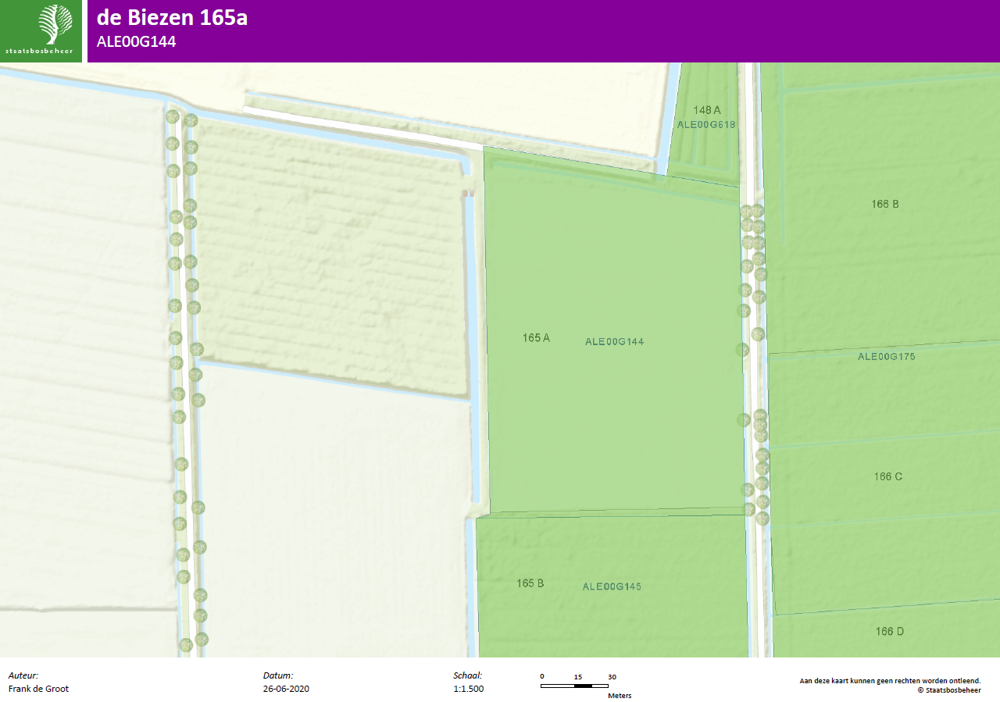 de Biezen 165a
ALE00G144
staatsbosbeheer
148 A
ALE00G618
166 B
165 A
ALE00G144
ALE00G175
166 C
165 B
ALE00G145
166 D
Auteur:
Frank de Groot
Datum:
26-06-2020
Schaal:
1:1.500
0 15 30
Meters
Aan deze kaart kunnen geen rechten worden ontleend.
© Staatsbosbeheer